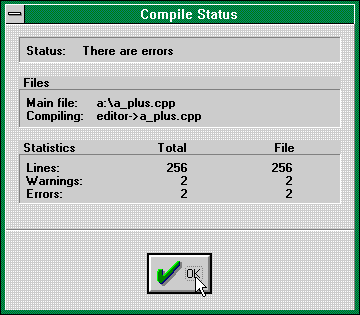 Compile Status
Status: There are errors
Files
Main file: a:\a_plus.cpp
Compiling: editor->a_plus.cpp
Statistics Total File
Lines: 256 256
Warnings: 2 2
Errors: 2 2
OK